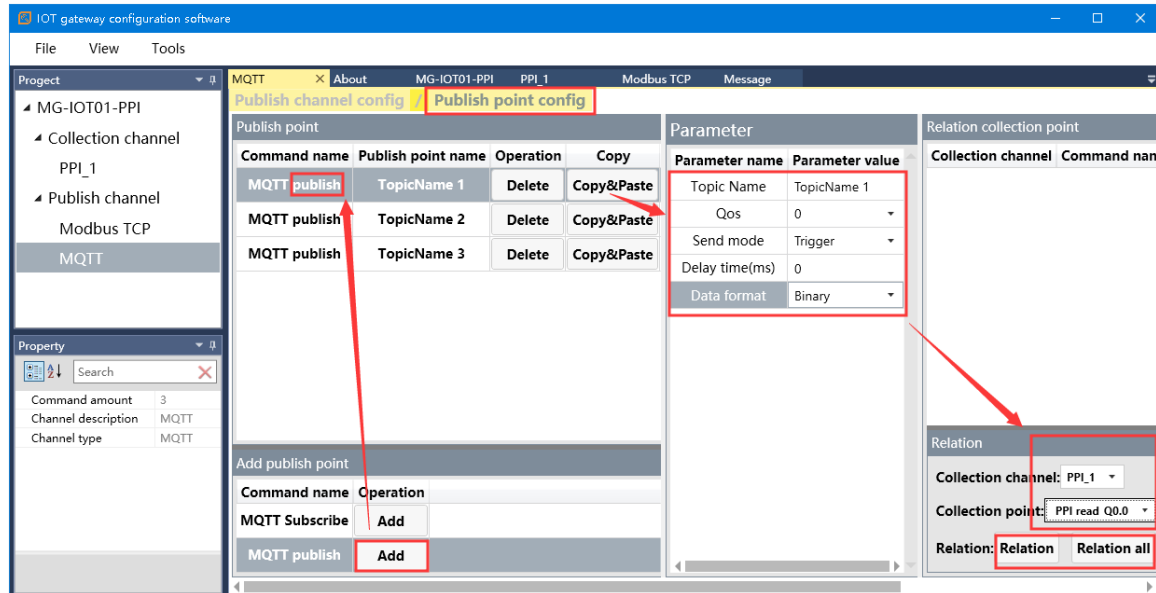 IOT gateway configuration software
File View Tools
Progect
MG-IOT01-PPI
Collection channel
PPI_1
Publish channel
Modbus TCP
MQTT
Property
Search
Command amount 3
Channel description MQTT
Channel type MQTT
MQTT About MG-IOT01-PPI PPI_1 Modbus TCP Message
Publish channel config / Publish point config
Publish point
Command name Publish point name Operation Copy
MQTT publish TopicName 1 Delete Copy&Paste
MQTT publish TopicName 2 Delete Copy&Paste
MQTT publish TopicName 3 Delete Copy&Paste
Add publish point
Command name Operation
MQTT Subscribe Add
MQTT publish Add
Parameter
Parameter name Parameter value
Topic Name TopicName 1
Qos 0
Send mode Trigger
Delay time(ms) 0
Data format Binary
Relation collection point
Collection channel Command nan
Relation
Collection channel: PPI_1
Collection point: PPI read Q0.0
Relation: Relation Relation all